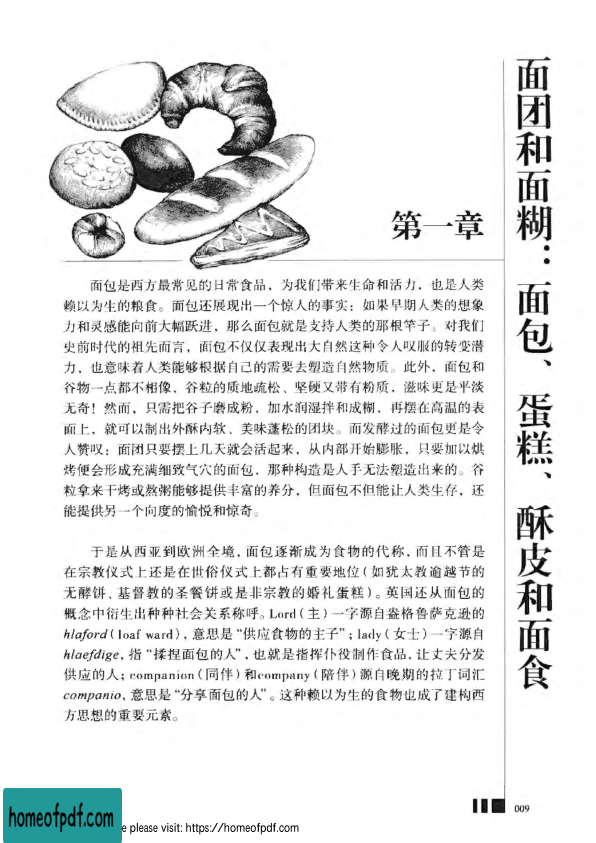 第一章
面团和面糊：面包、蛋糕、酥皮和面食
面包是西方最常见的日常食品，为我们带来生命和活力，也是人类
赖以为生的粮食。面包还展现出一个惊人的事实：如果早期人类的想象
力和灵感能向前大幅跃进，那么面包就是支持人类的那根竿子。对我们
史前时代的祖先而言，面包不仅仅表现出大自然这种令人叹服的转变潜
力，也意味着人类能够根据自己的需要去塑造自然物质。此外，面包和
谷物一点都不相像，谷粒的质地疏松、坚硬又带有粉质，滋味更是平淡
无奇！然而，只需把谷子磨成粉，加水润湿拌和成糊，再摆在高温的表
面上，就可以制出外酥内软、美味蓬松的团块。而发酵过的面包更是令
人赞叹：面团只要摆上几天就会活起来，从内部开始膨胀，只要加以烘
烤便会形成充满细致气穴的面包，那种构造是人手无法塑造出来的。谷
粒拿来干烤或熬粥能够提供丰富的养分，但面包不但能让人类生存，还
能提供另一个向度的愉悦和惊奇。
于是从西亚到欧洲全境，面包逐渐成为食物的代称，而且不管是
在宗教仪式上还是在世俗仪式上都占有重要地位（如犹太教逾越节的
无酵饼、基督教的圣餐饼或是非宗教的婚礼蛋糕）。英国还从面包的
概念中衍生出种种社会关系称呼。Lord（主）一字源自盎格鲁萨克逊的
hlaford（loaf ward），意思是“供应食物的主子”；lady（女士）一字源自
hlaefdige，指“揉捏面包的人”，也就是指挥仆役制作食品，让丈夫分发
供应的人；companion（同伴）和company（陪伴）源自晚期的拉丁词汇
companio，意思是“分享面包的人”。这种赖以为生的食物也成了建构西
方思想的重要元素。
009
homeofpdf.com
e please visit: https://homeofpdf.com